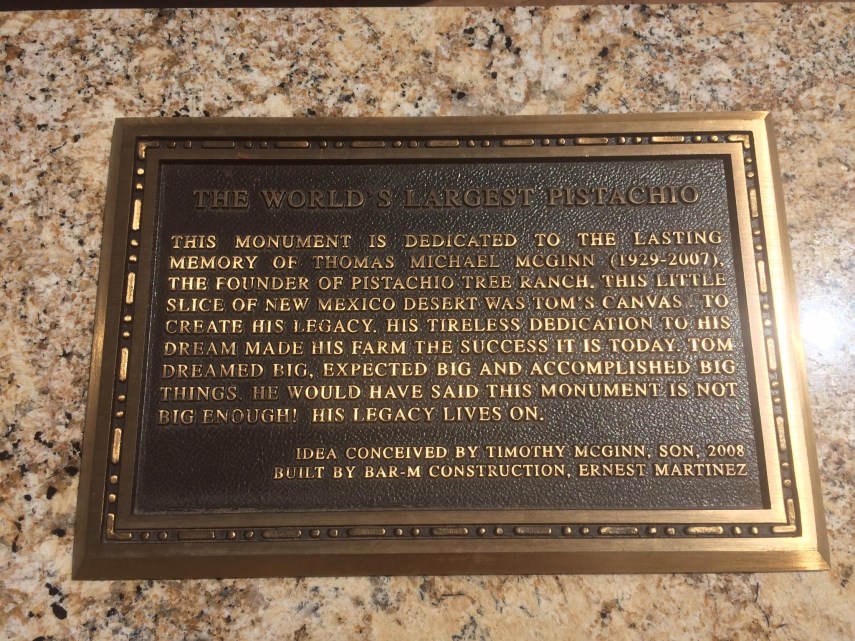 THE WORLD'S LARGEST PISTACHIO
THIS MONUMENT IS DEDICATED TO THE LASTING
MEMORY OF THOMAS MICHAEL MCGINN (1929-2007),
THE FOUNDER OF PISTACHIO TREE RANCH. THIS LITTLE
SLICE OF NEW MEXICO DESERT WAS TOM'S CANVAS TO
CREATE HIS LEGACY. HIS TIRELESS DEDICATION TO HIS
DREAM MADE HIS FARM THE SUCCESS IT IS TODAY. TOM
DREAMED BIG, EXPECTED BIG AND ACCOMPLISHED BIG
THINGS. HE WOULD HAVE SAID THIS MONUMENT IS NOT
BIG ENOUGH! HIS LEGACY LIVES ON.
IDEA CONCEIVED BY TIMOTHY MCGINN, SON, 2008
BUILT BY BAR-M CONSTRUCTION, ERNEST MARTINEZ